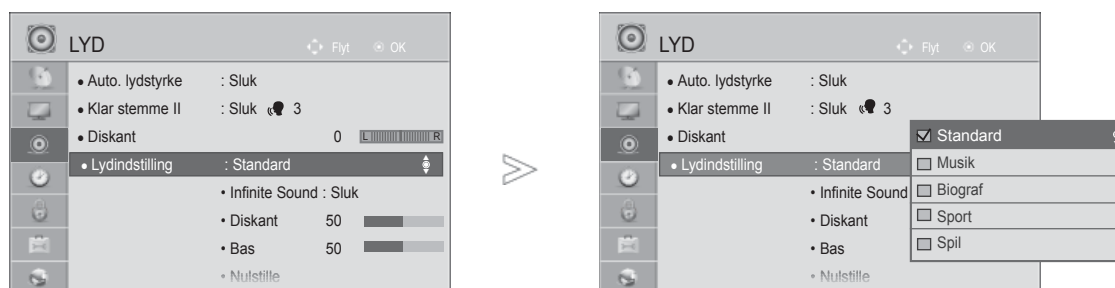 LYD
Flyt
OK
• Auto. lydstyrke : Sluk
• Klar stemme II : Sluk 3
• Diskant 0 L R
• Lydindstilling : Standard
• Infinite Sound : Sluk
• Diskant 50
• Bas 50
• Nulstille
LYD
Flyt
OK
• Auto. lydstyrke : Sluk
• Klar stemme II : Sluk 3
• Diskant
• Lydindstilling : Standard
• Infinite Sound
• Diskant
• Bas
• Nulstille
Standard
Musik
Biograf
Sport
Spil